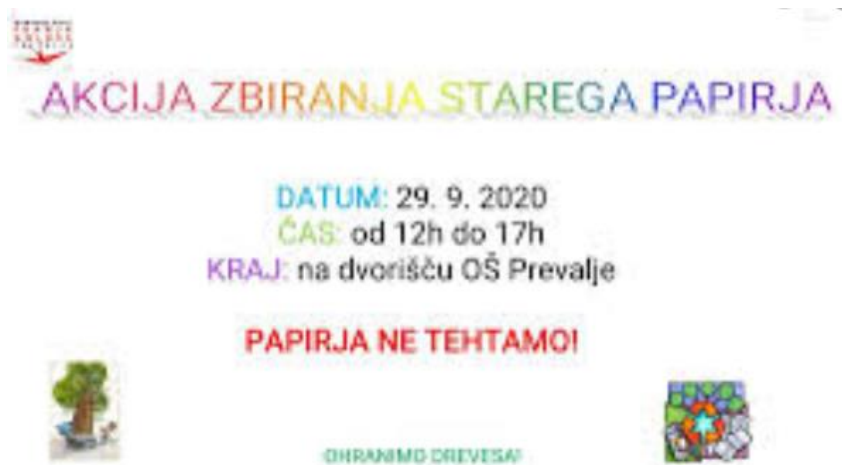 AKCIJA ZBIRANJA STAREGA PAPIRJA
DATUM: 29. 9. 2020
ČAS: od 12h do 17h
KRAJ: na dvorišču OŠ Prevalje
PAPIRJA NE TEHTAMO!
OHRANIMO DREVESA!